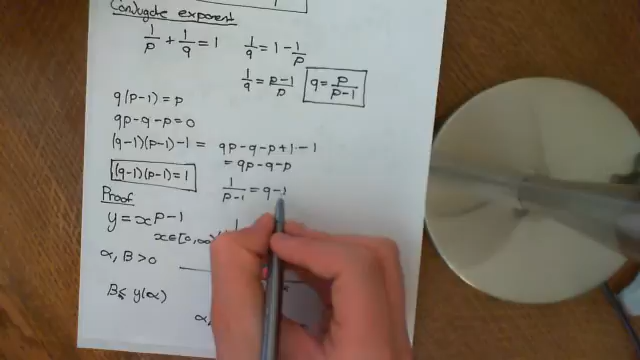 Conjugate exponent
1/p + 1/q = 1
1/q = 1 - 1/p
1/q = p-1/p
q = p/p-1
q(p-1) = p
qp-q-p=0
(q-1)(p-1)-1 = qp-q-p+1-1
= qp-q-p
(q-1)(p-1)=1
1/p-1 = q-1
Proof
y = x^p-1
x∈[0,∞)
α, B > 0
B ≤ y(α)